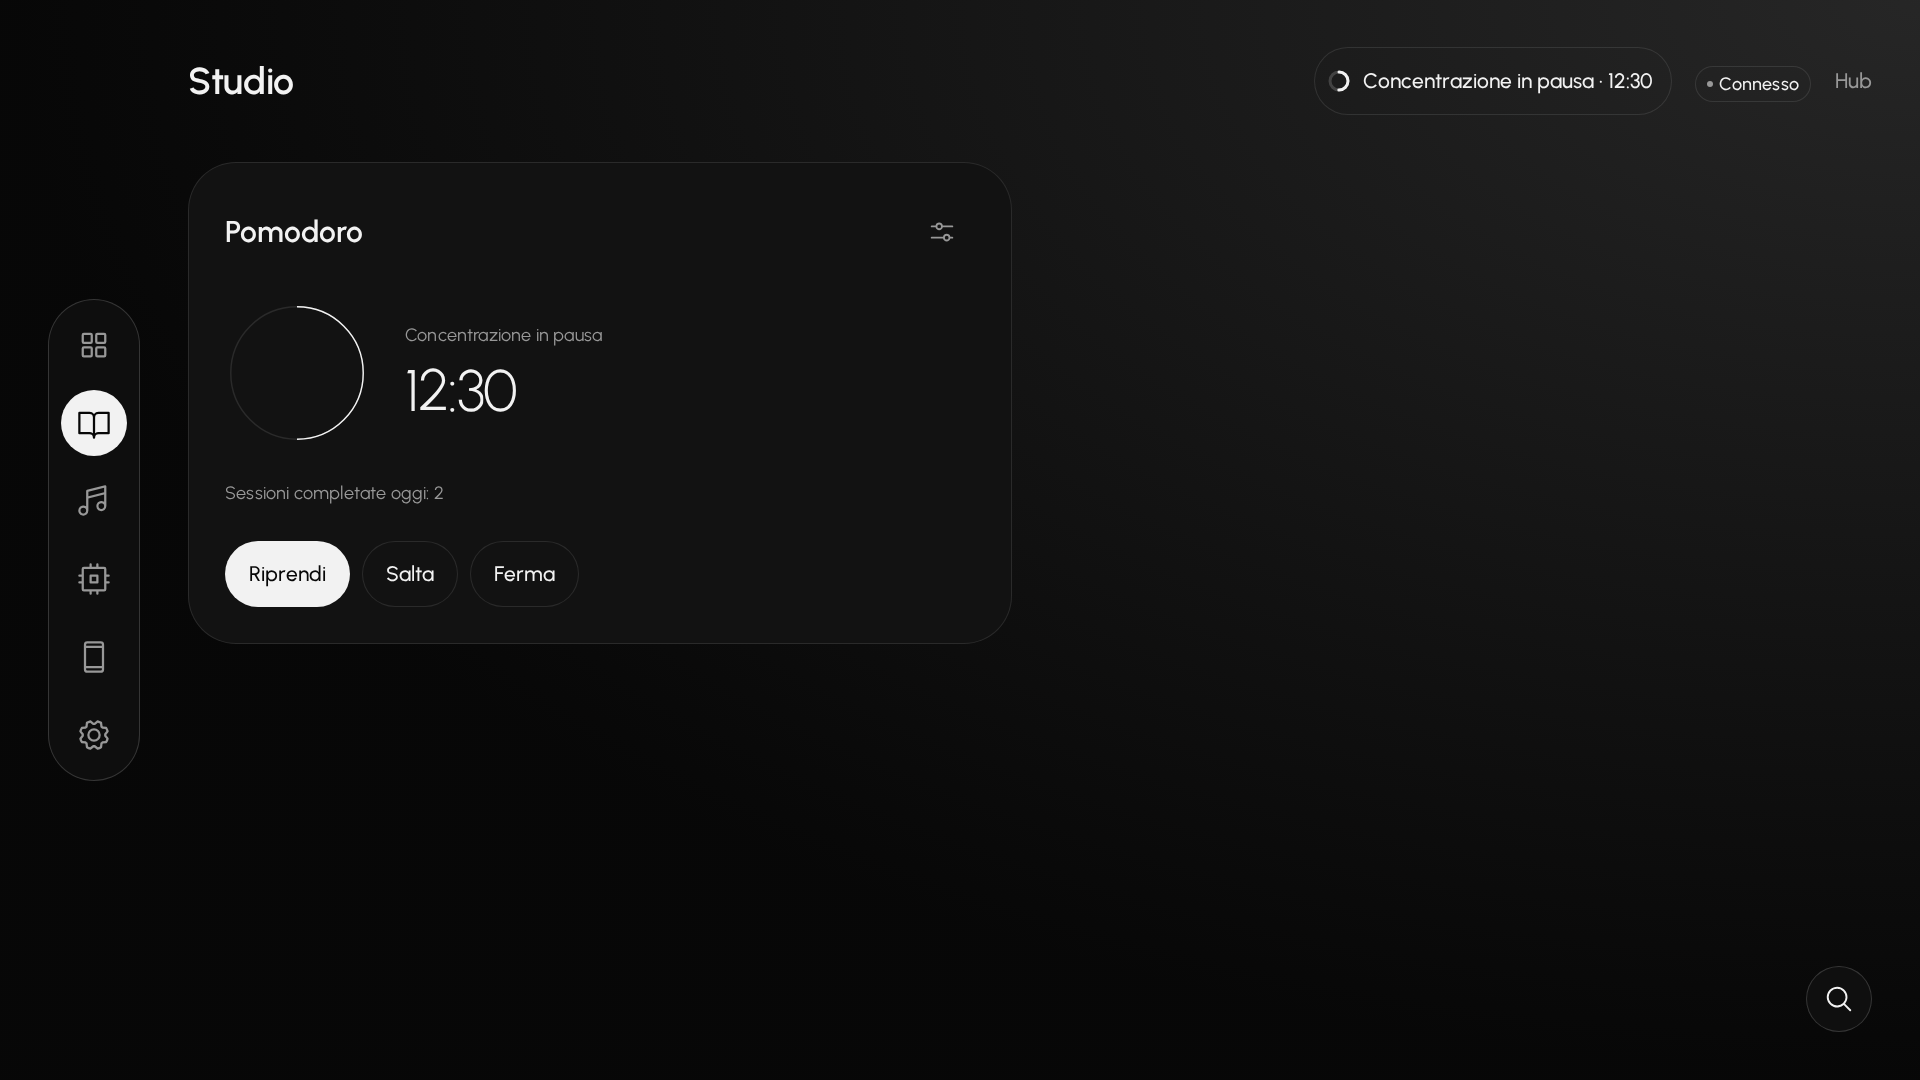 Studio
Concentrazione in pausa · 12:30
Connesso
Hub
Pomodoro
Concentrazione in pausa
12:30
Sessioni completate oggi: 2
Riprendi
Salta
Ferma